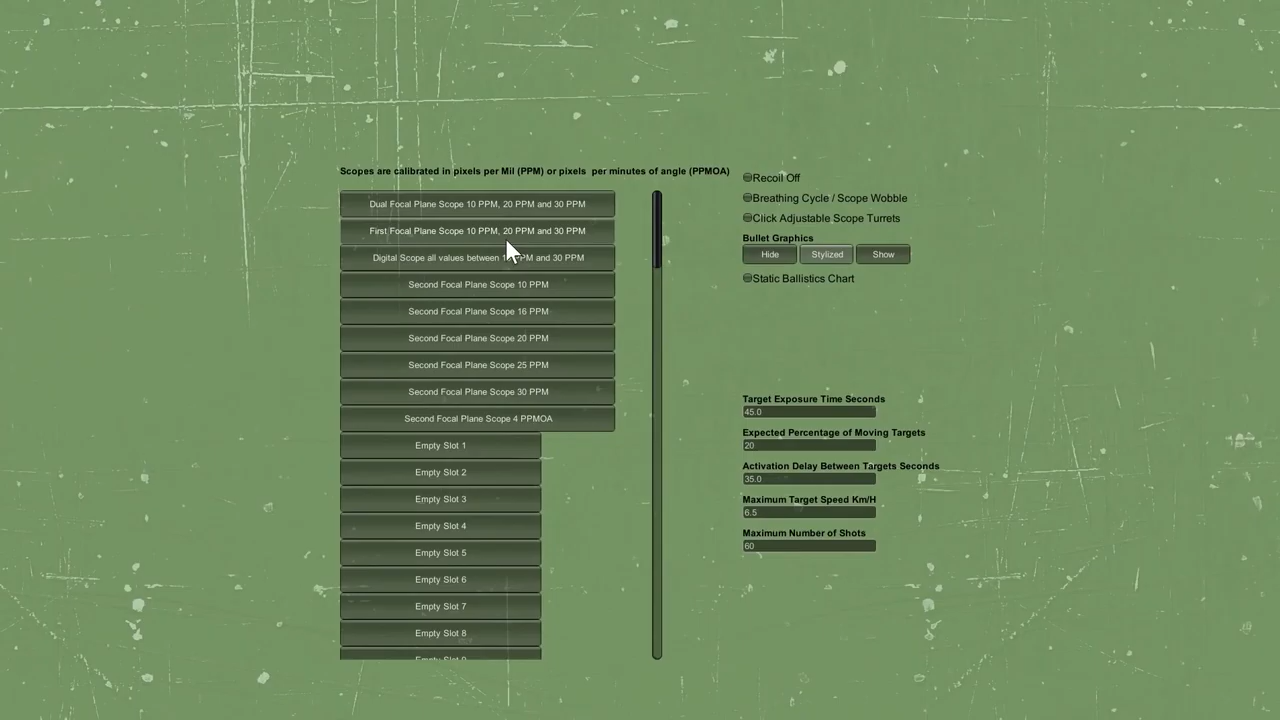 Scopes are calibrated in pixels per Mil (PPM) or pixels per minutes of angle (PPMOA)
Dual Focal Plane Scope 10 PPM, 20 PPM and 30 PPM
First Focal Plane Scope 10 PPM, 20 PPM and 30 PPM
Digital Scope all values between PM and 30 PPM
Second Focal Plane Scope 10 PPM
Second Focal Plane Scope 16 PPM
Second Focal Plane Scope 20 PPM
Second Focal Plane Scope 25 PPM
Second Focal Plane Scope 30 PPM
Second Focal Plane Scope 4 PPMOA
Empty Slot 1
Empty Slot 2
Empty Slot 3
Empty Slot 4
Empty Slot 5
Empty Slot 6
Empty Slot 7
Empty Slot 8
Empty Slot 9
Recoil Off
Breathing Cycle / Scope Wobble
Click Adjustable Scope Turrets
Bullet Graphics
Hide Stylized Show
Static Ballistics Chart
Target Exposure Time Seconds
45.0
Expected Percentage of Moving Targets
20
Activation Delay Between Targets Seconds
35.0
Maximum Target Speed Km/H
6.5
Maximum Number of Shots
60